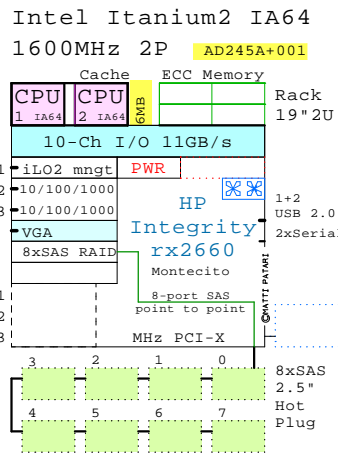 Intel Itanium2 IA64
1600MHz 2P AD245A+001
Cache ECC Memory
CPU CPU 6MB
1 IA64 2 IA64
Rack
19"2U
10-Ch I/O 11GB/s
1 iLO2 mngt PWR
2 10/100/1000
3 10/100/1000
VGA
8xSAS RAID
HP
Integrity
rx2660
Montecito
1+2
USB 2.0
2xSerial
8-port SAS
point to point
©MATTI PATARI
1
2
3
MHz PCI-X
3 2 1 0
4 5 6 7
8xSAS
2.5"
Hot
Plug